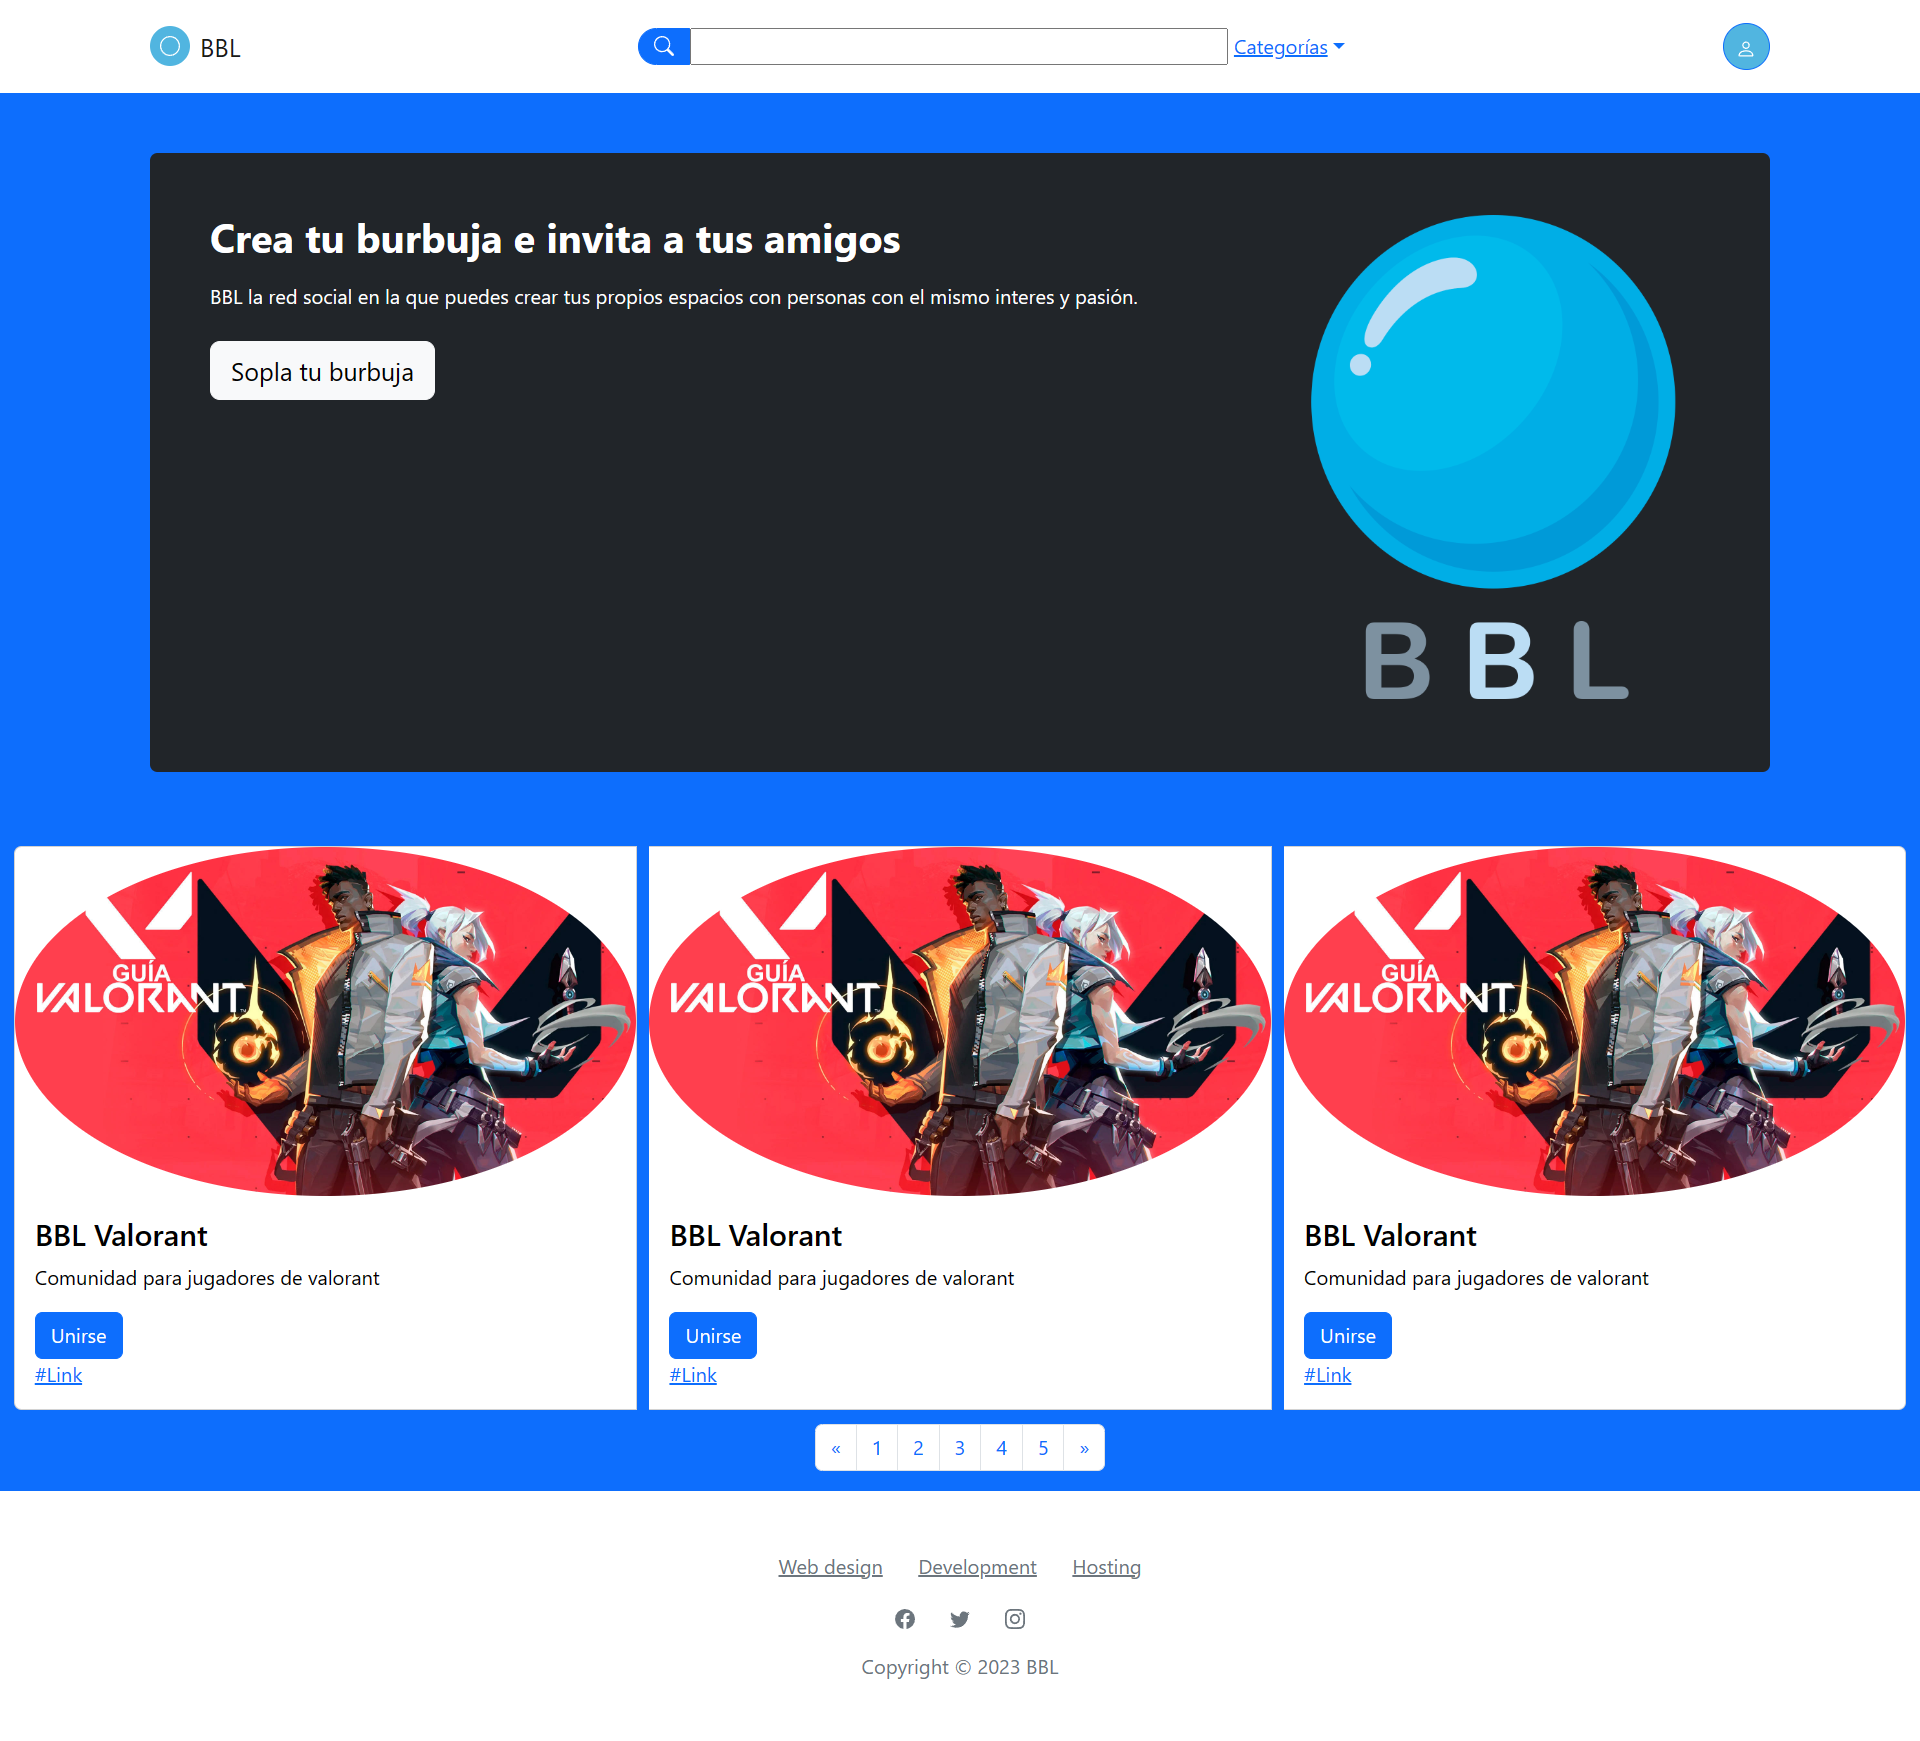 BBL
Categorías
Crea tu burbuja e invita a tus amigos
BBL la red social en la que puedes crear tus propios espacios con personas con el mismo interes y pasión.
Sopla tu burbuja
BBL
GUÍA
VALORANT
GUÍA
VALORANT
GUÍA
VALORANT
BBL Valorant
BBL Valorant
BBL Valorant
Comunidad para jugadores de valorant
Comunidad para jugadores de valorant
Comunidad para jugadores de valorant
Unirse
Unirse
Unirse
#Link
#Link
#Link
« 1 2 3 4 5 »
Web design Development Hosting
Copyright © 2023 BBL